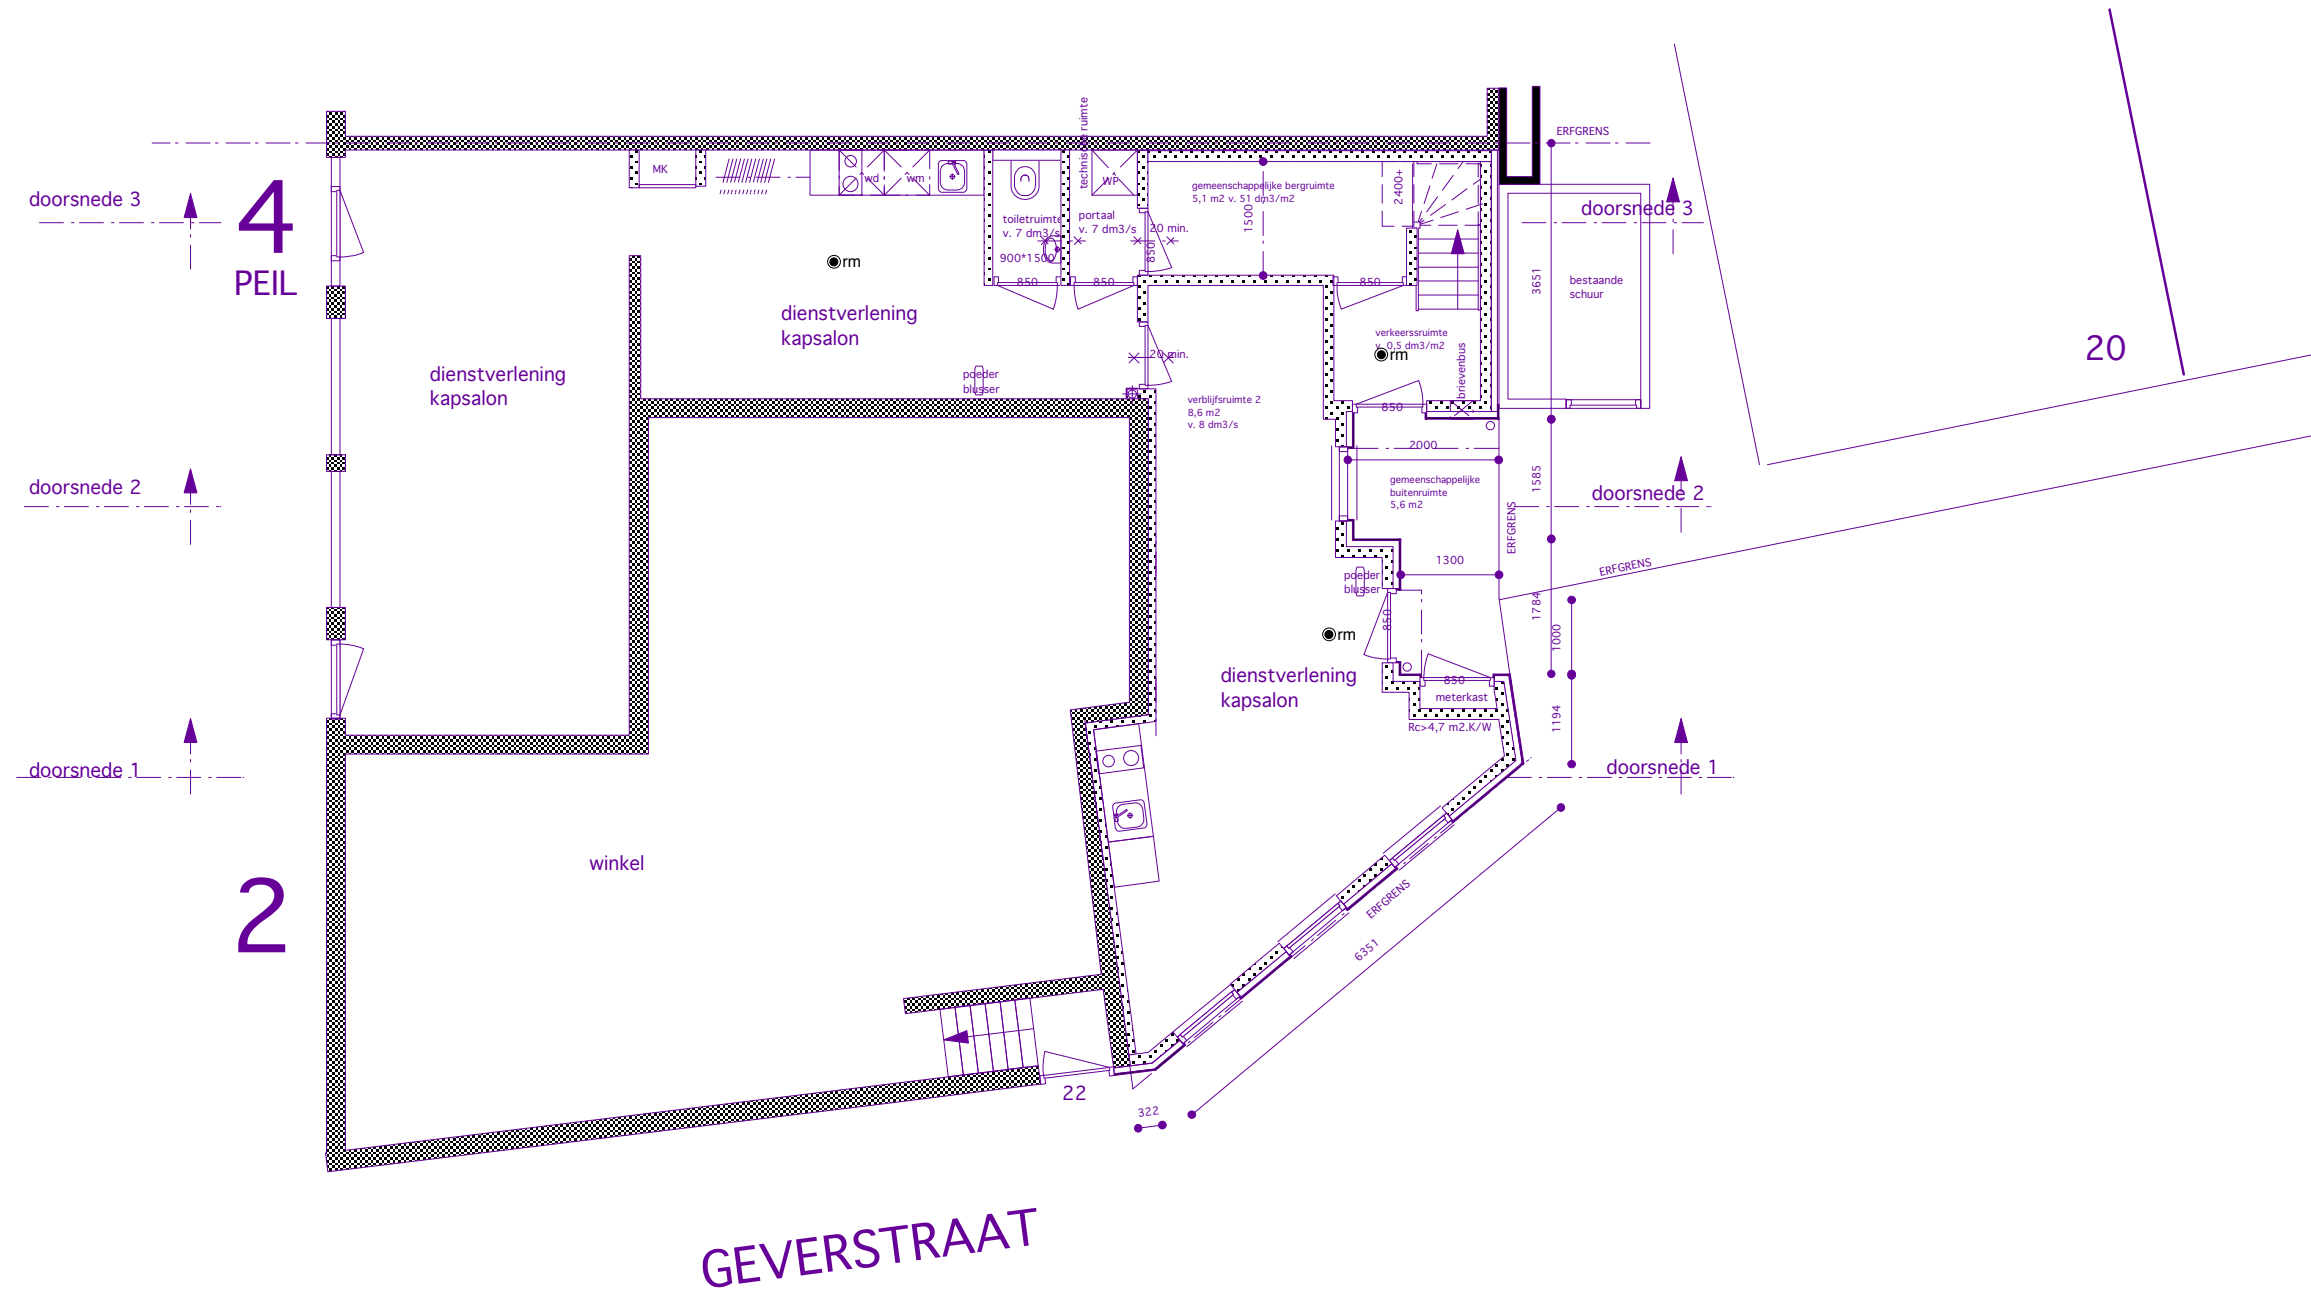 ERFGRENS
technische ruimte
MK
wd
wm
WP
gemeenschappelijke bergruimte
5,1 m2 v. 51 dm3/m2
2400+
1500
doorsnede 3
4
PEIL
toiletruimte
v. 7 dm3/s
900*1500
portaal
v. 7 dm3/s
20 min.
850
850
850
850
doorsnede 3
3651
bestaande
schuur
rm
dienstverlening
kapsalon
verkeerssruimte
v. 0,5 dm3/m2
rm
brievenbus
20 min.
20
dienstverlening
kapsalon
poeder
blusser
verblijfsruimte 2
8,6 m2
v. 8 dm3/s
850
2000
gemeenschappelijke
buitenruimte
5,6 m2
1585
doorsnede 2
doorsnede 2
ERFGRENS
1300
ERFGRENS
poeder
blusser
850
1784
1000
rm
dienstverlening
kapsalon
850
meterkast
Rc>4,7 m2.K/W
1194
doorsnede 1
doorsnede 1
winkel
2
ERFGRENS
6351
22
322
GEVERSTRAAT